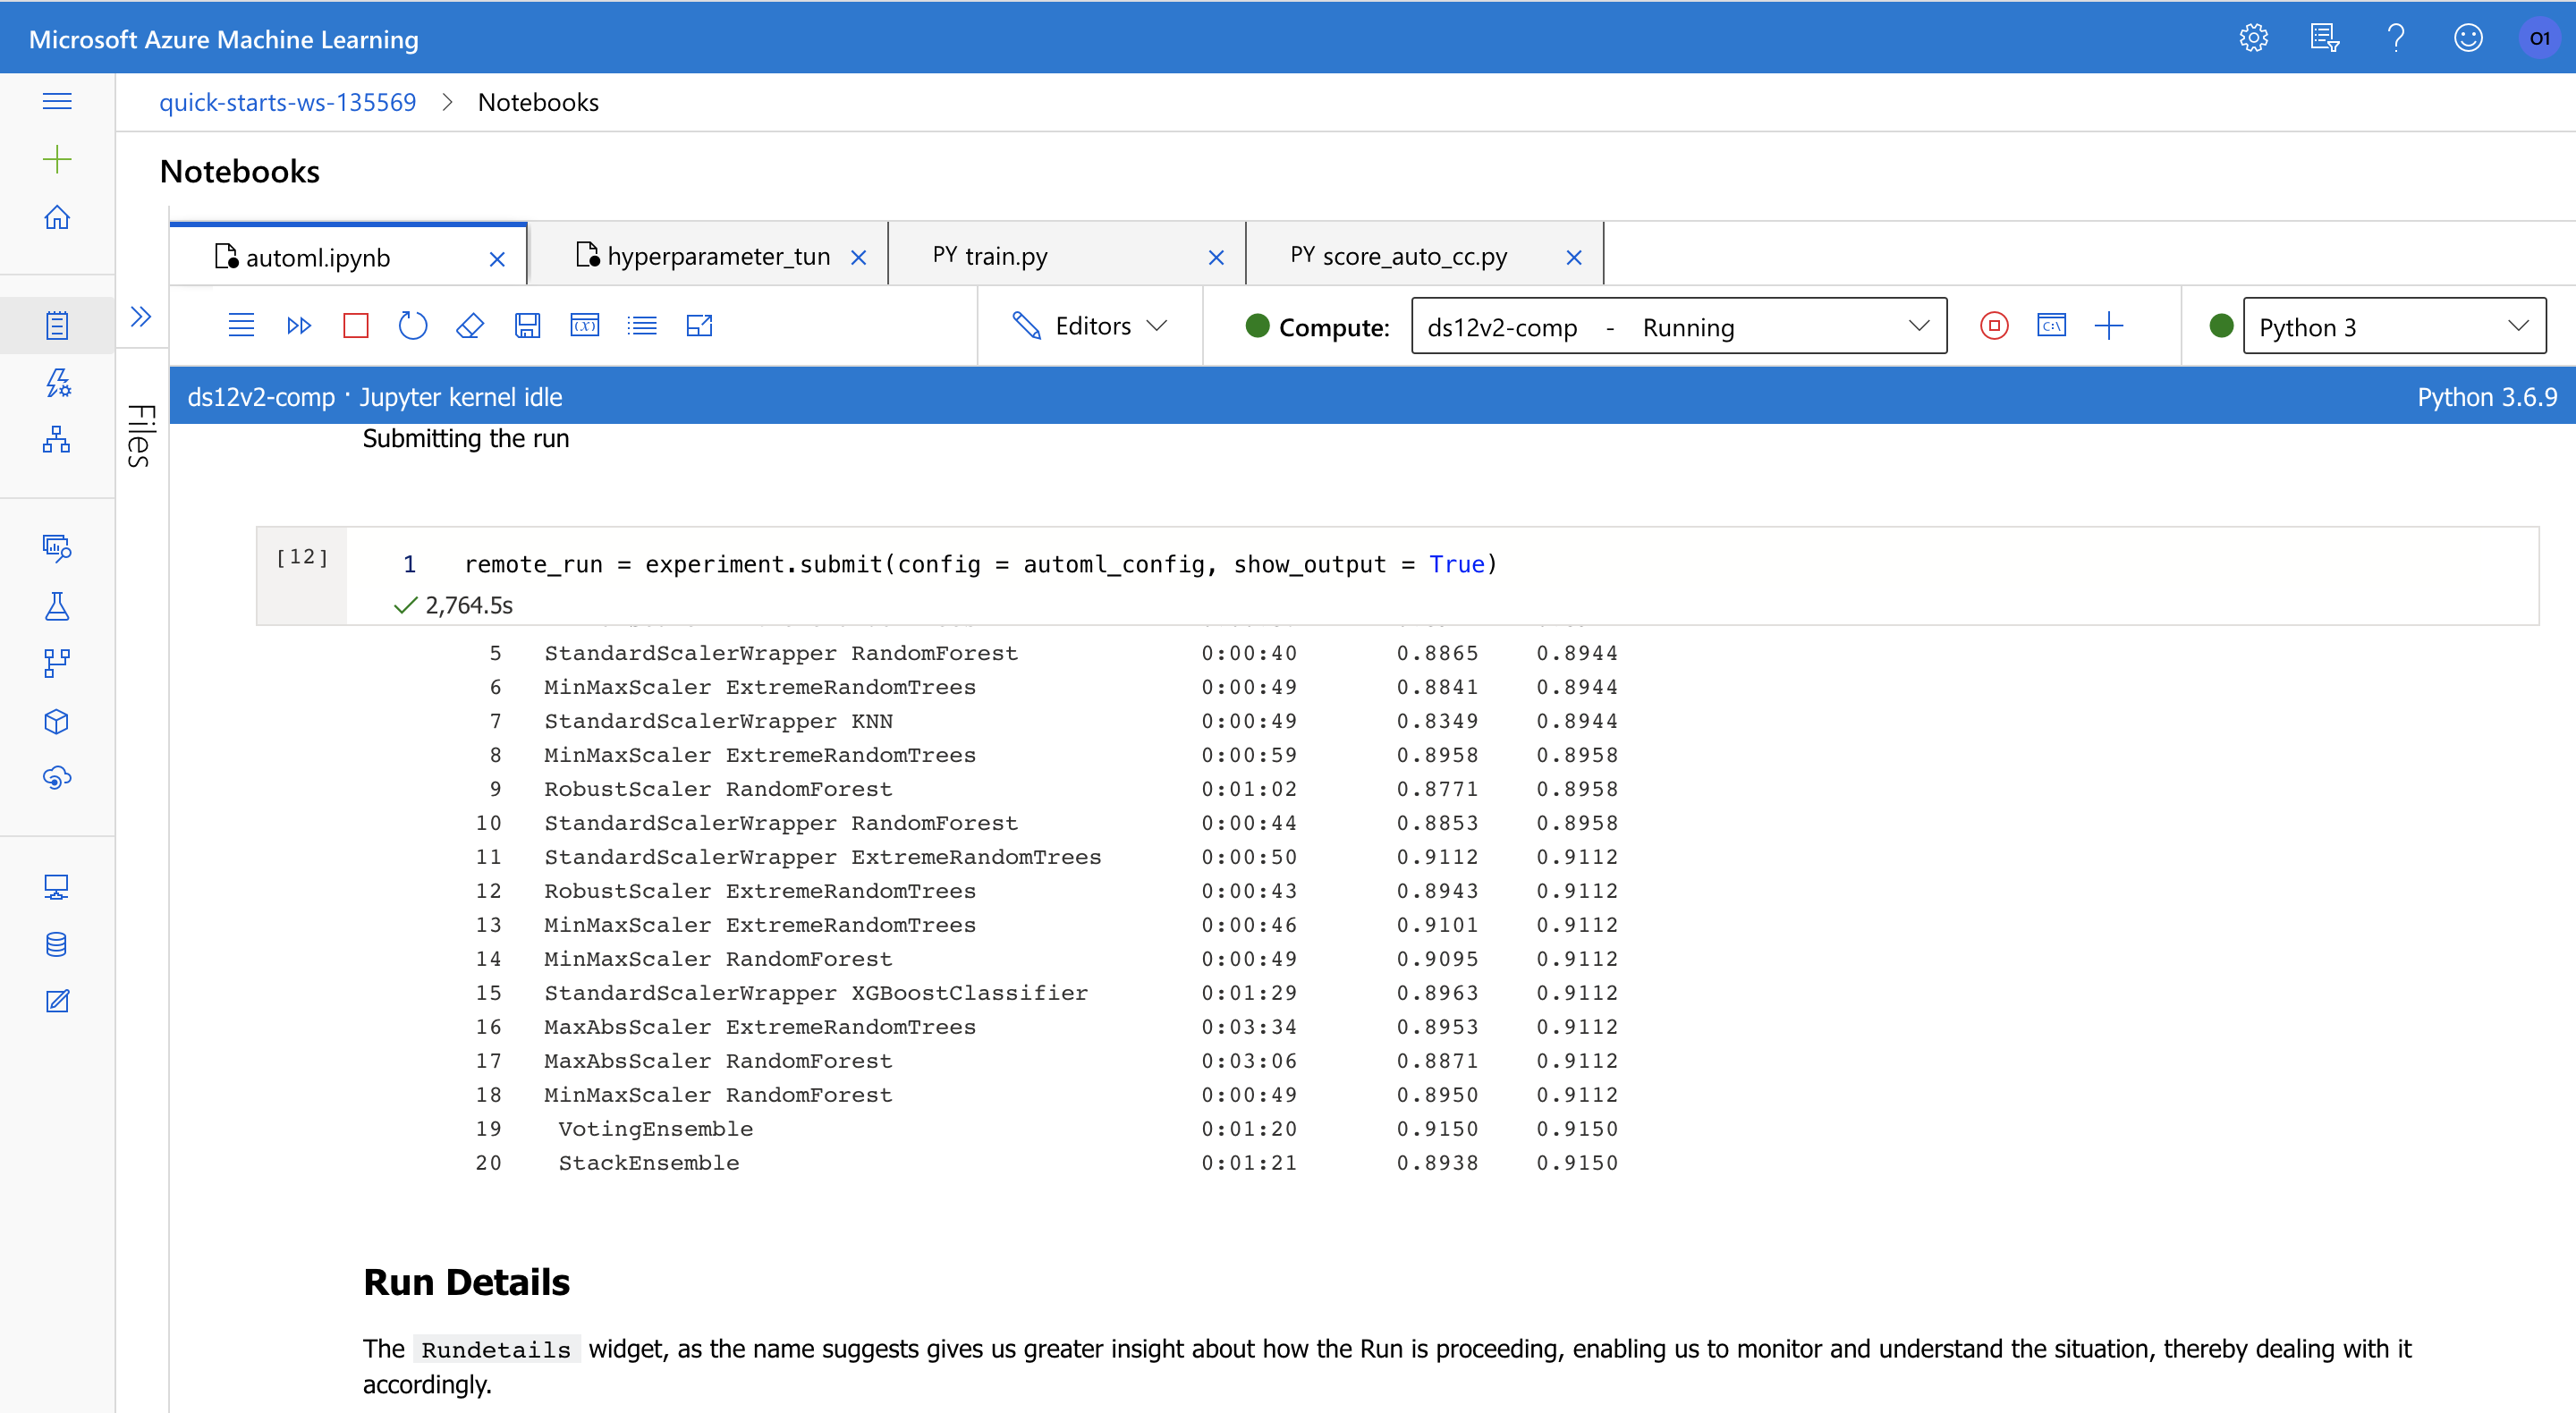 Microsoft Azure Machine Learning
O1
quick-starts-ws-135569 > Notebooks
Notebooks
automl.ipynb
hyperparameter_tun
PY train.py
PY score_auto_cc.py
Editors
Compute:
ds12v2-comp - Running
Python 3
Files
ds12v2-comp · Jupyter kernel idle
Python 3.6.9
Submitting the run
[12]
1 remote_run = experiment.submit(config = automl_config, show_output = True)
2,764.5s
5 StandardScalerWrapper RandomForest 0:00:40 0.8865 0.8944
6 MinMaxScaler ExtremeRandomTrees 0:00:49 0.8841 0.8944
7 StandardScalerWrapper KNN 0:00:49 0.8349 0.8944
8 MinMaxScaler ExtremeRandomTrees 0:00:59 0.8958 0.8958
9 RobustScaler RandomForest 0:01:02 0.8771 0.8958
10 StandardScalerWrapper RandomForest 0:00:44 0.8853 0.8958
11 StandardScalerWrapper ExtremeRandomTrees 0:00:50 0.9112 0.9112
12 RobustScaler ExtremeRandomTrees 0:00:43 0.8943 0.9112
13 MinMaxScaler ExtremeRandomTrees 0:00:46 0.9101 0.9112
14 MinMaxScaler RandomForest 0:00:49 0.9095 0.9112
15 StandardScalerWrapper XGBoostClassifier 0:01:29 0.8963 0.9112
16 MaxAbsScaler ExtremeRandomTrees 0:03:34 0.8953 0.9112
17 MaxAbsScaler RandomForest 0:03:06 0.8871 0.9112
18 MinMaxScaler RandomForest 0:00:49 0.8950 0.9112
19 VotingEnsemble 0:01:20 0.9150 0.9150
20 StackEnsemble 0:01:21 0.8938 0.9150
Run Details
The Rundetails widget, as the name suggests gives us greater insight about how the Run is proceeding, enabling us to monitor and understand the situation, thereby dealing with it
accordingly.